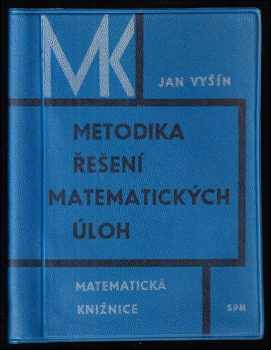 MK
JAN VYŠÍN
METODIKA
ŘEŠENÍ
MATEMATICKÝCH
ÚLOH
MATEMATICKÁ
KNIŽNICE
SPN